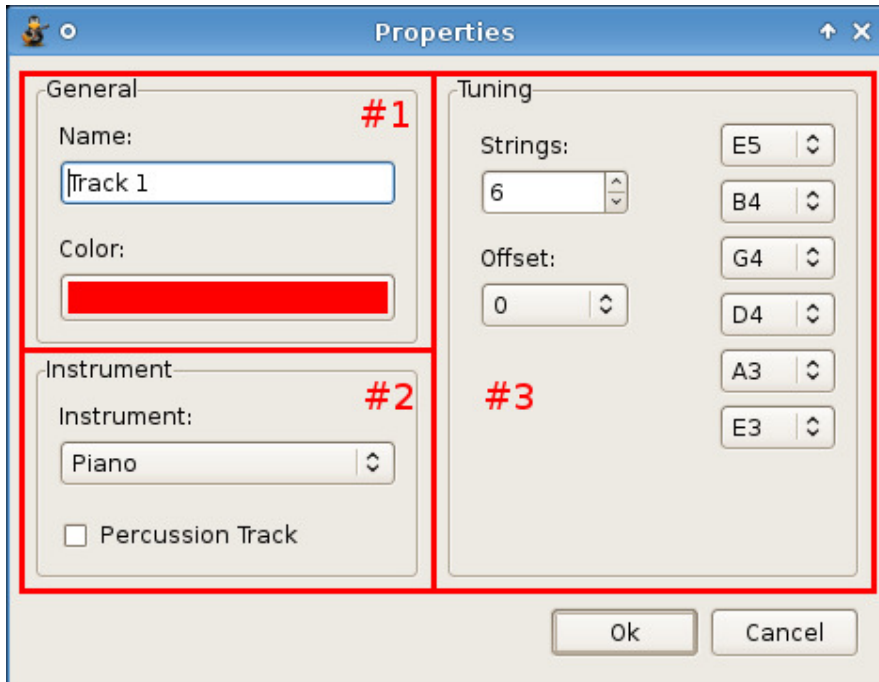 Properties
General
#1
Name:
Track 1
Color:
Instrument
#2
Instrument:
Piano
Percussion Track
Tuning
Strings:
6
Offset:
0
#3
E5
B4
G4
D4
A3
E3
Ok
Cancel